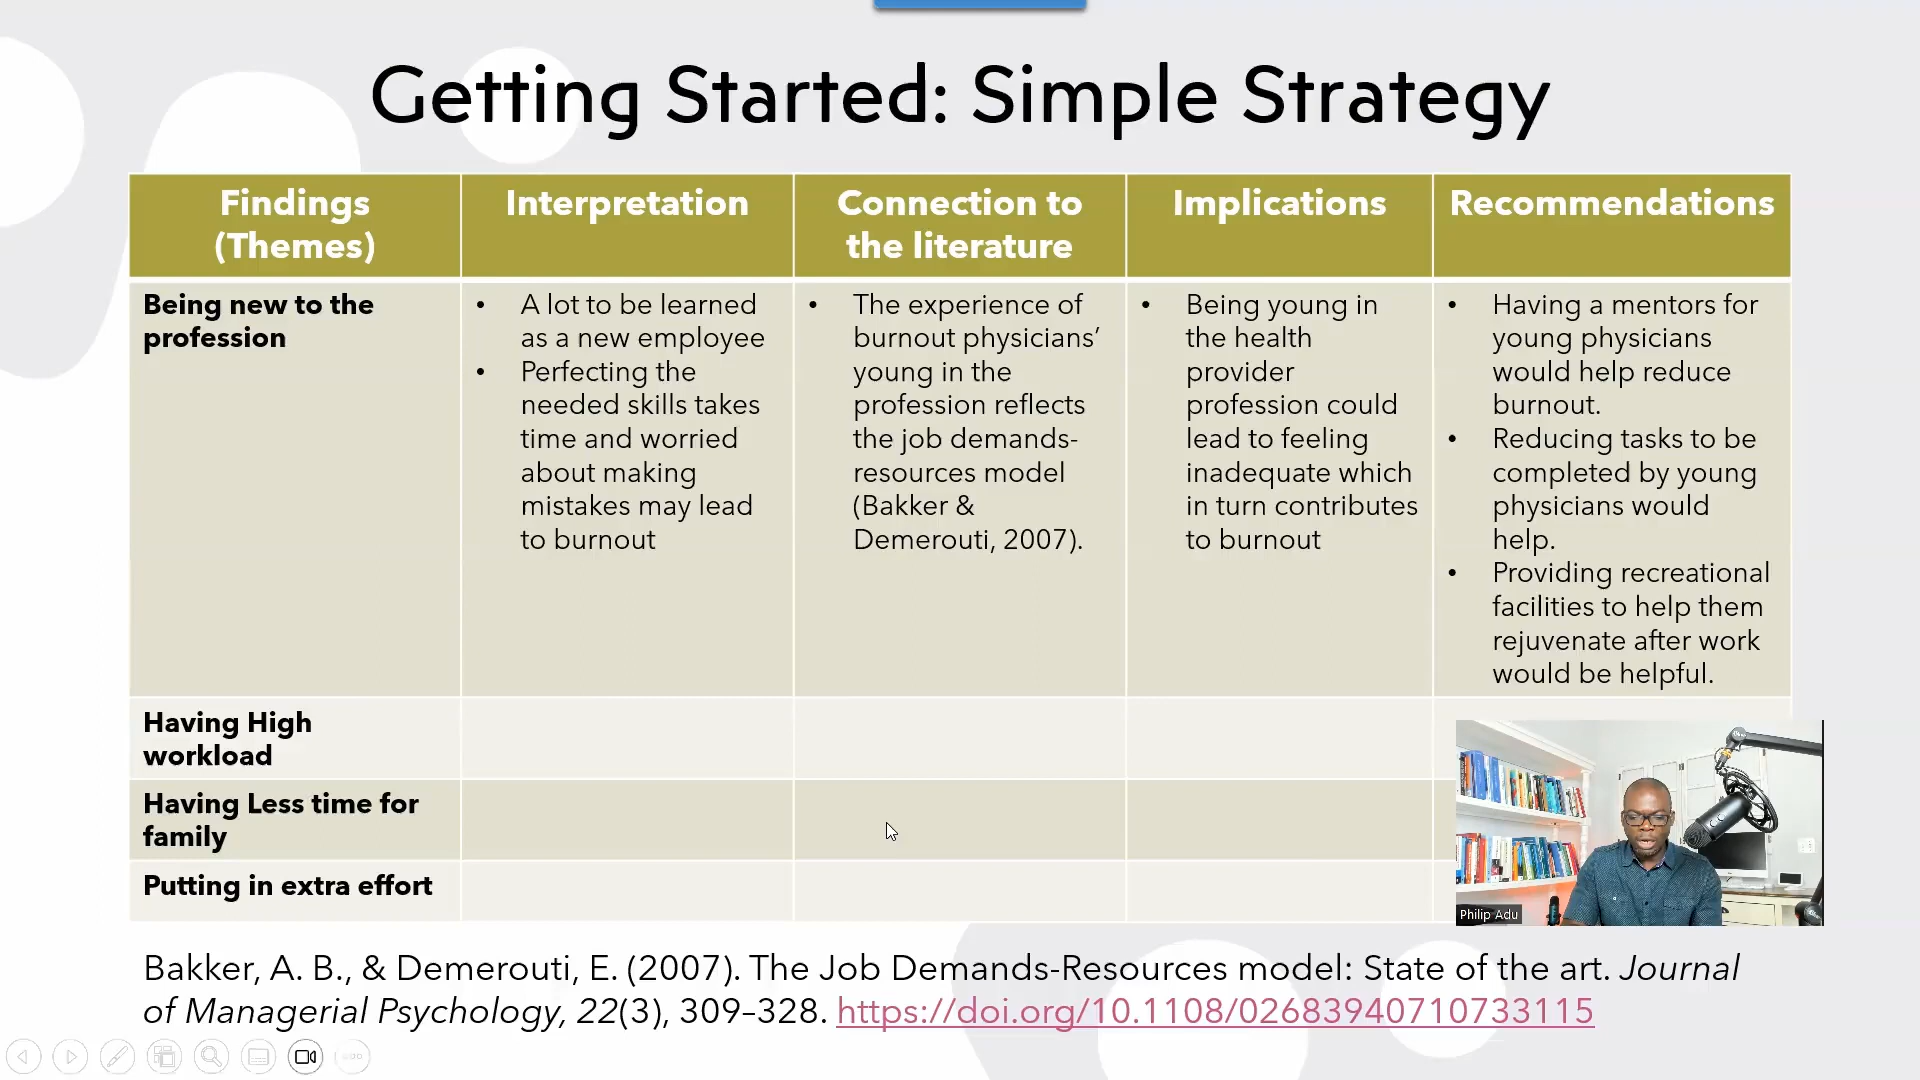 Getting Started: Simple Strategy
Findings
(Themes)
Interpretation
Connection to
the literature
Implications
Recommendations
Being new to the
profession
• A lot to be learned
as a new employee
• Perfecting the
needed skills takes
time and worried
about making
mistakes may lead
to burnout
• The experience of
burnout physicians’
young in the
profession reflects
the job demands-
resources model
(Bakker &
Demerouti, 2007).
• Being young in
the health
provider
profession could
lead to feeling
inadequate which
in turn contributes
to burnout
• Having a mentors for
young physicians
would help reduce
burnout.
• Reducing tasks to be
completed by young
physicians would
help.
• Providing recreational
facilities to help them
rejuvenate after work
would be helpful.
Having High
workload
Having Less time for
family
Putting in extra effort
Philip Adu
Bakker, A. B., & Demerouti, E. (2007). The Job Demands-Resources model: State of the art. Journal
of Managerial Psychology, 22(3), 309–328. https://doi.org/10.1108/02683940710733115